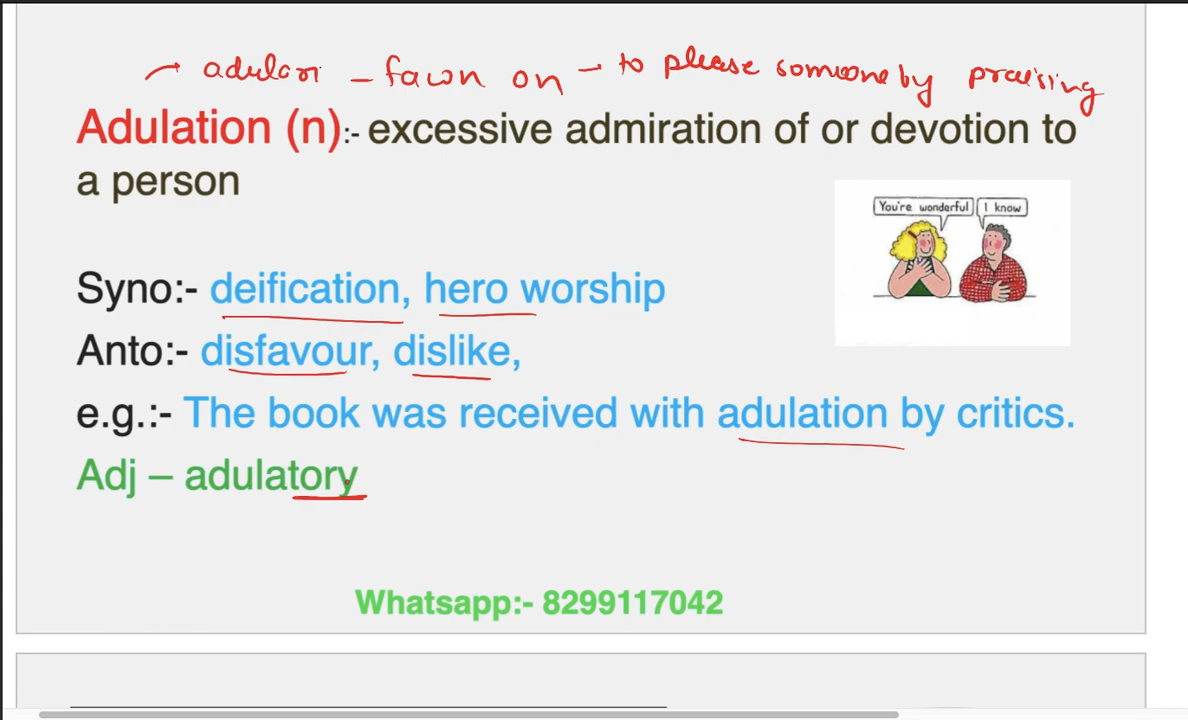 adulari – fawn on – to please someone by praising
Adulation (n):- excessive admiration of or devotion to
a person
You're wonderful
I know
Syno:- deification, hero worship
Anto:- disfavour, dislike,
e.g.:- The book was received with adulation by critics.
Adj – adulatory
Whatsapp:- 8299117042